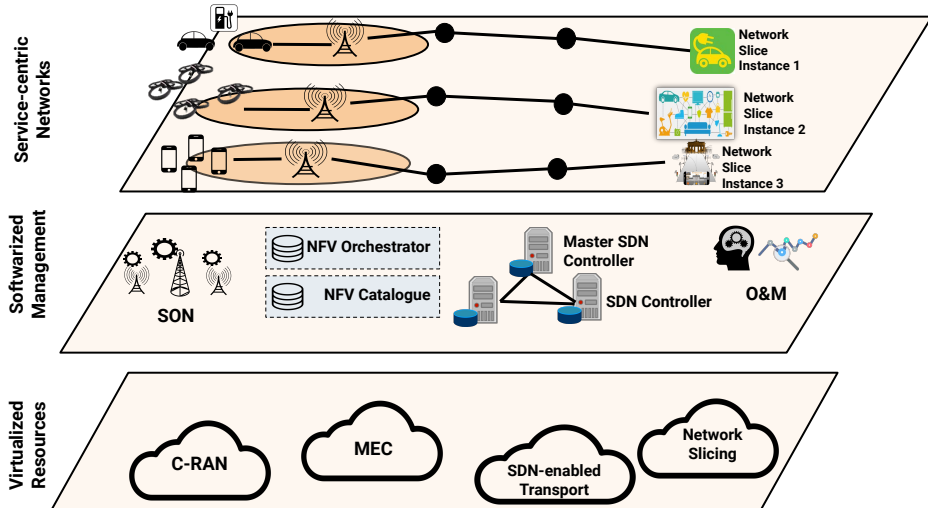 Service-centric
Networks
Network
Slice
Instance 1
Network
Slice
Instance 2
Network
Slice
Instance 3
Softwarized
Management
SON
NFV Orchestrator
NFV Catalogue
Master SDN
Controller
SDN Controller
O&M
Virtualized
Resources
C-RAN
MEC
SDN-enabled
Transport
Network
Slicing